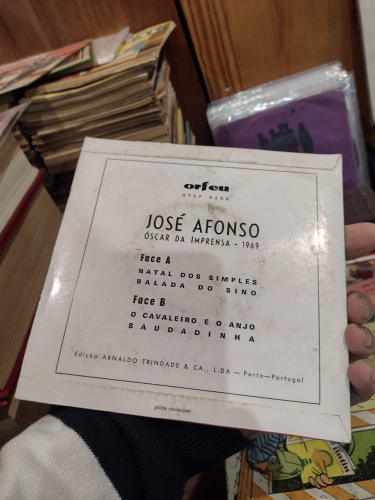 orfeu
JOSÉ AFONSO
ÓSCAR DA IMPRENSA - 1969
Face A
NATAL DOS SIMPLES
BALADA DO SINO
Face B
O CAVALEIRO E O ANJO
SAUDADINHA
Edição ARNALDO TRINDADE & CA., L.DA — Porto—Portugal